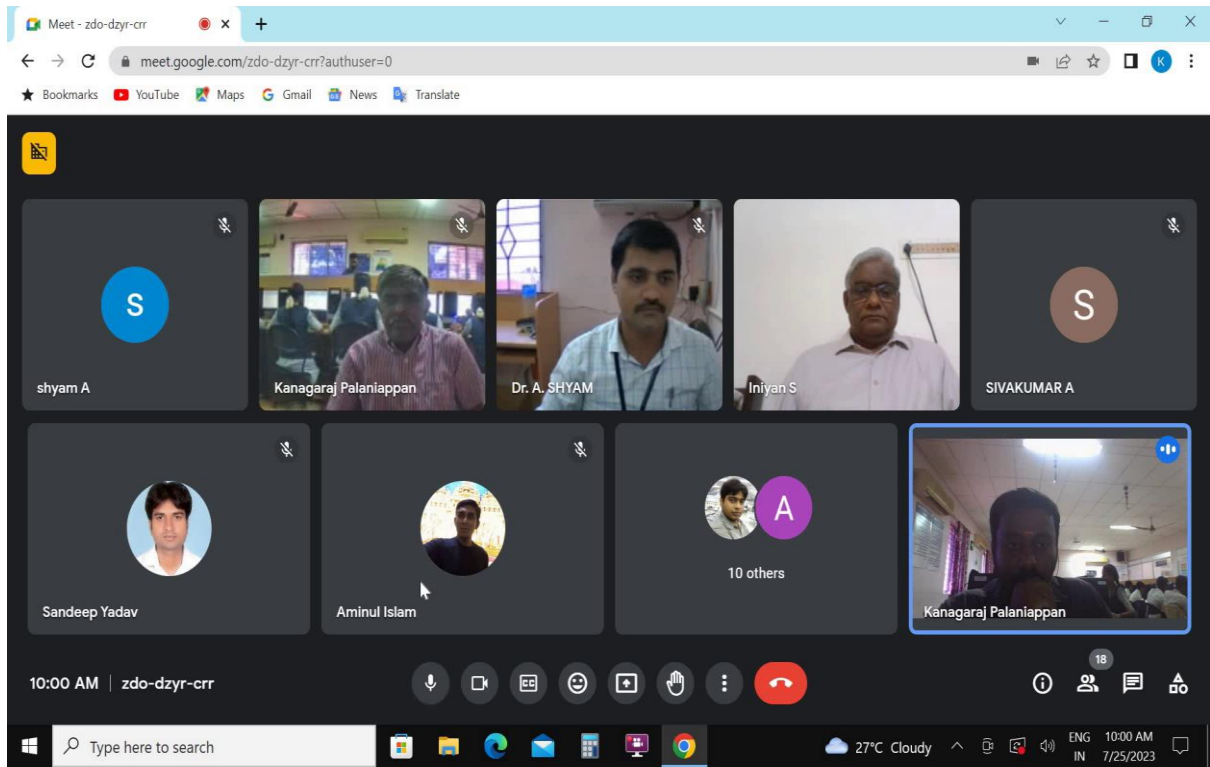 Meet - zdo-dzyr-crr
meet.google.com/zdo-dzyr-crr?authuser=0
K
Bookmarks YouTube Maps Gmail News Translate
S
shyam A
Kanagaraj Palaniappan
Dr. A. SHYAM
Iniyan S
S
SIVAKUMAR A
Sandeep Yadav
Aminul Islam
A
10 others
Kanagaraj Palaniappan
10:00 AM | zdo-dzyr-crr
CC
18
Type here to search
27°C Cloudy
ENG
IN
10:00 AM
7/25/2023